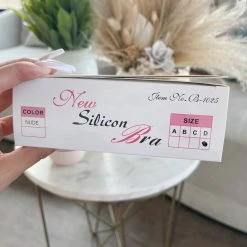 New
Silicon
Bra
Item No. B-1025
COLOR
NUDE
SIZE
A B C D